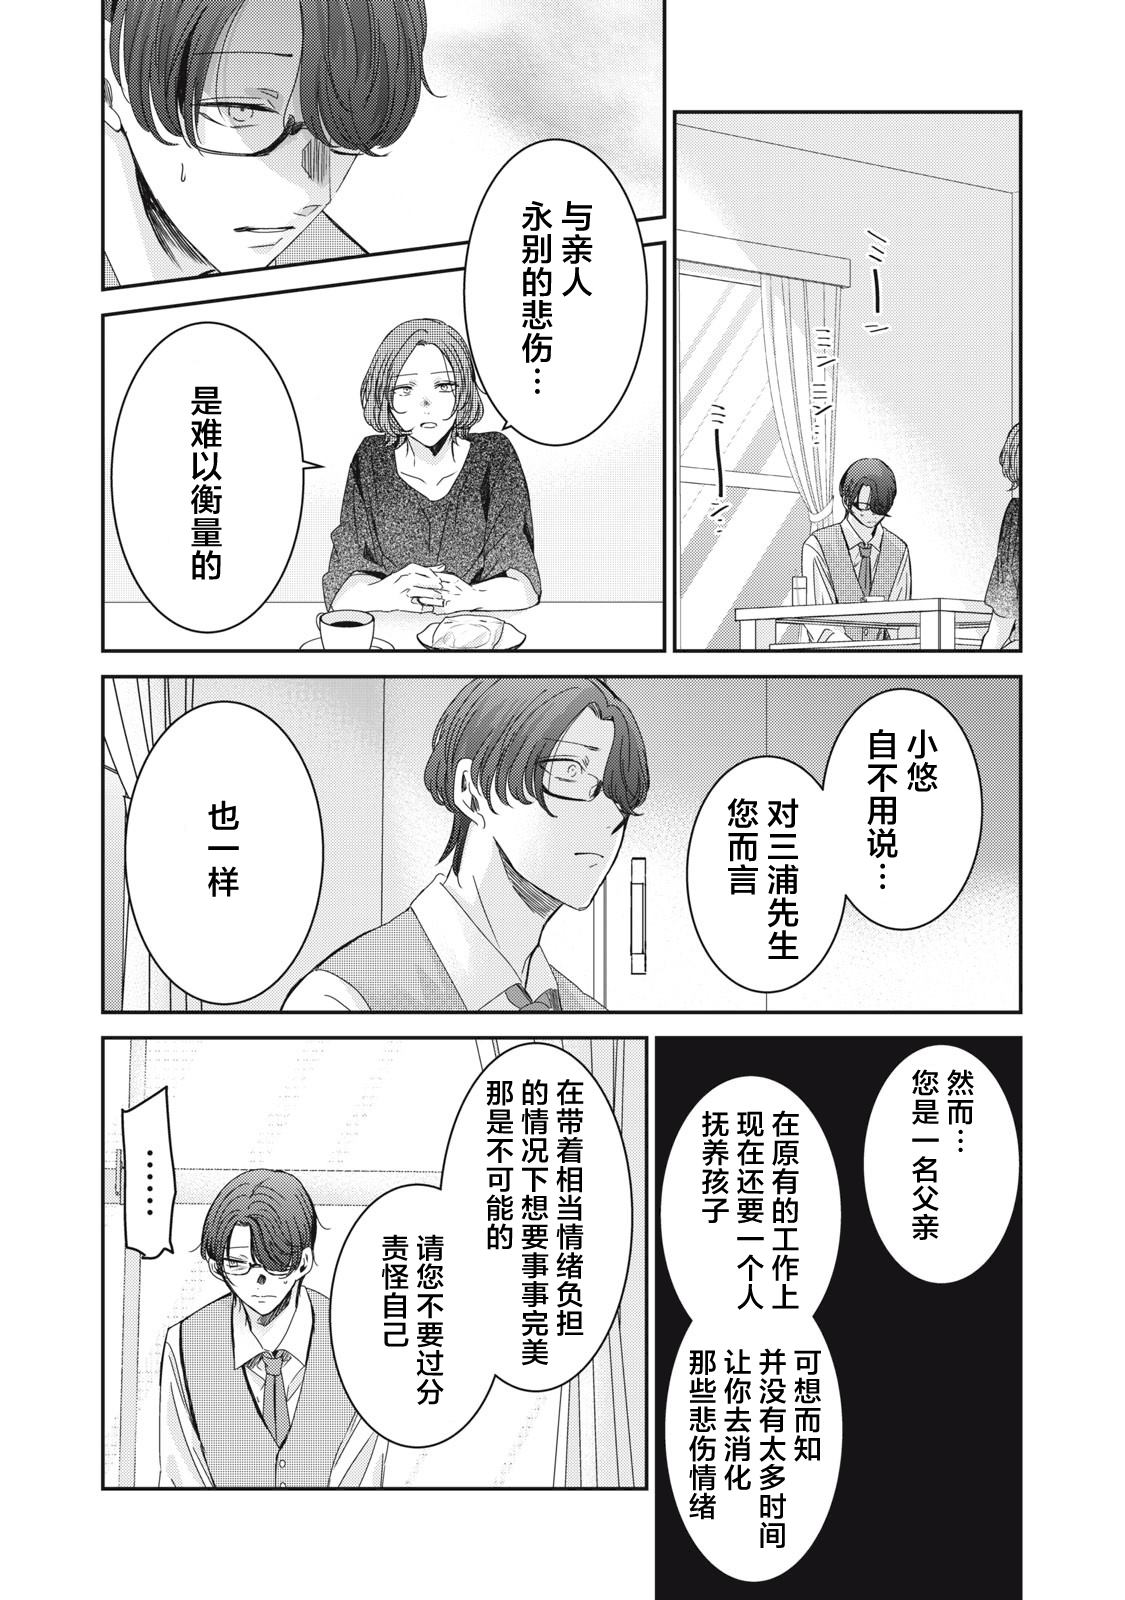 ミンミン
ミンミン
与亲人
永别的悲伤…
是难以衡量的
小悠
自不用说…
对三浦先生
您而言
也一样
然而…
您是一名父亲
在原有的工作上
现在还要一个人
抚养孩子
可想而知
并没有太多时间
让你去消化
那些悲伤情绪
在带着相当情绪负担
的情况下想要事事完美
那是不可能的
请您不要过分
责怪自己
……